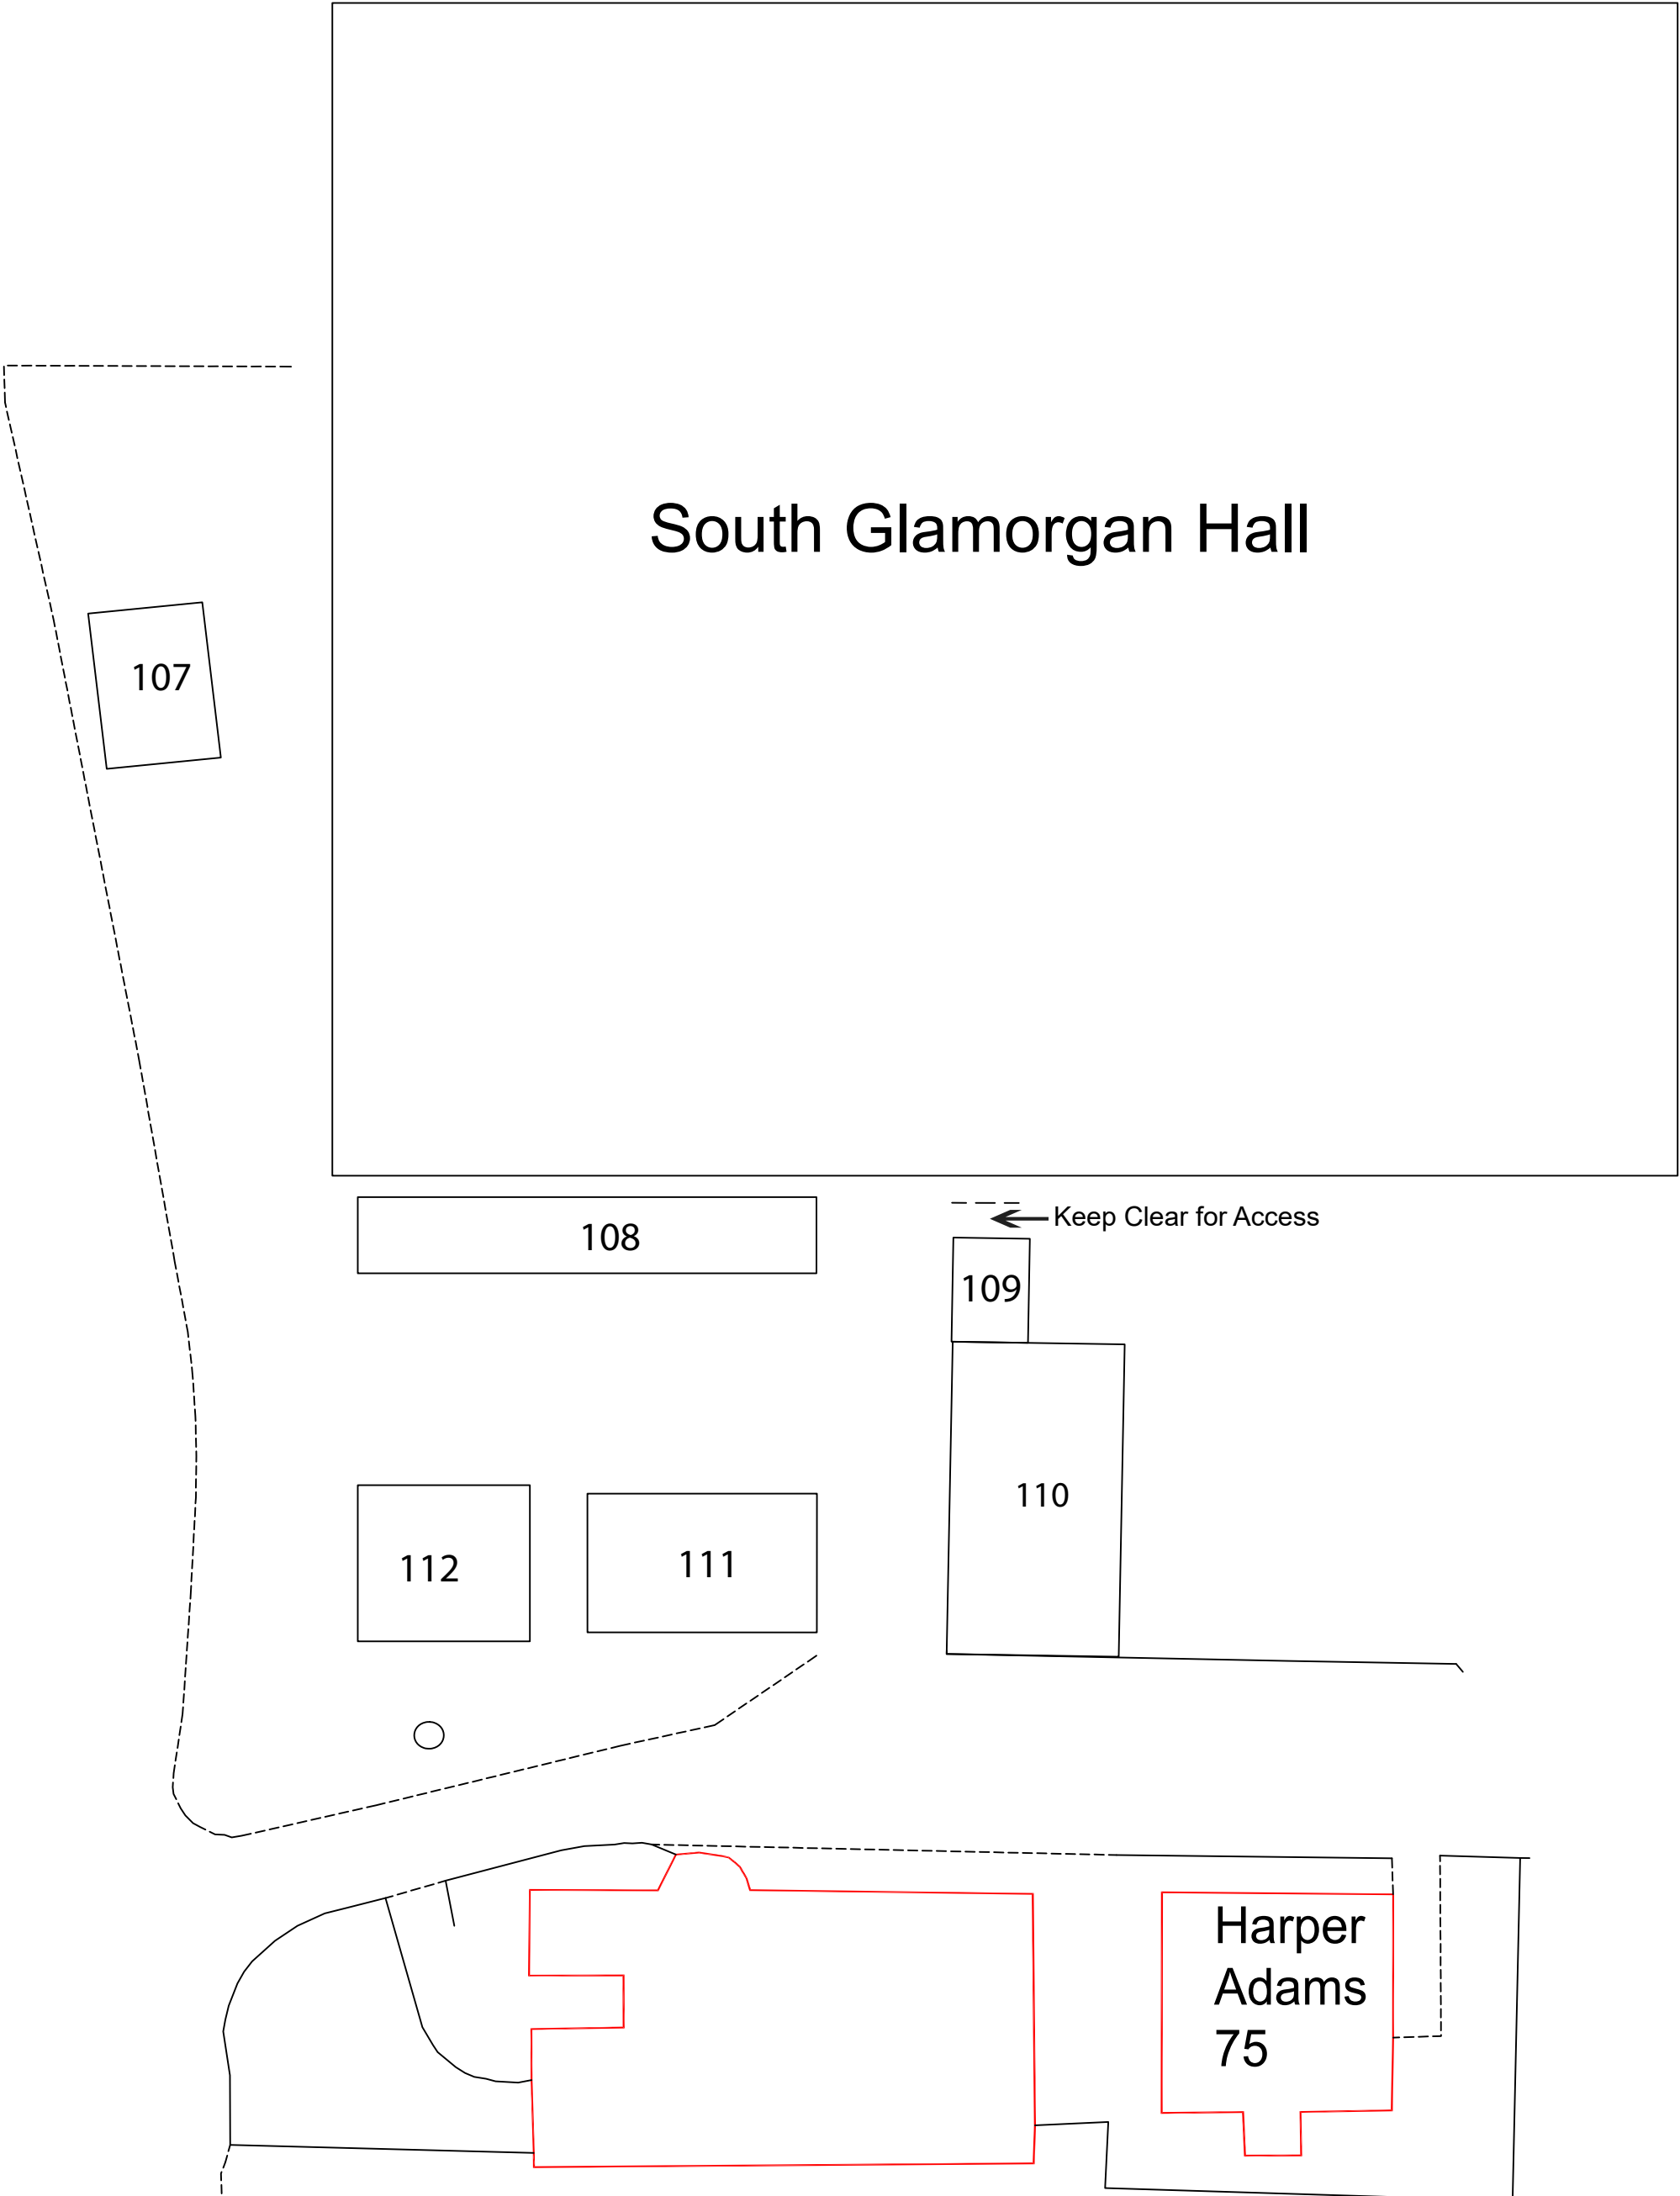 South Glamorgan Hall
107
Keep Clear for Access
108
109
110
111
112
Harper
Adams
75